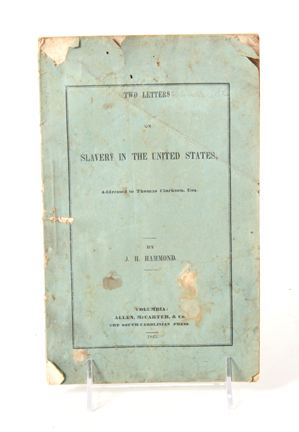 TWO LETTERS
ON
SLAVERY IN THE UNITED STATES,
Addressed to Thomas Clarkson, Esq.
BY
J. H. HAMMOND.
COLUMBIA:
ALLEN, McCARTER, & Co.
THE SOUTH-CAROLINIAN PRESS.
1845